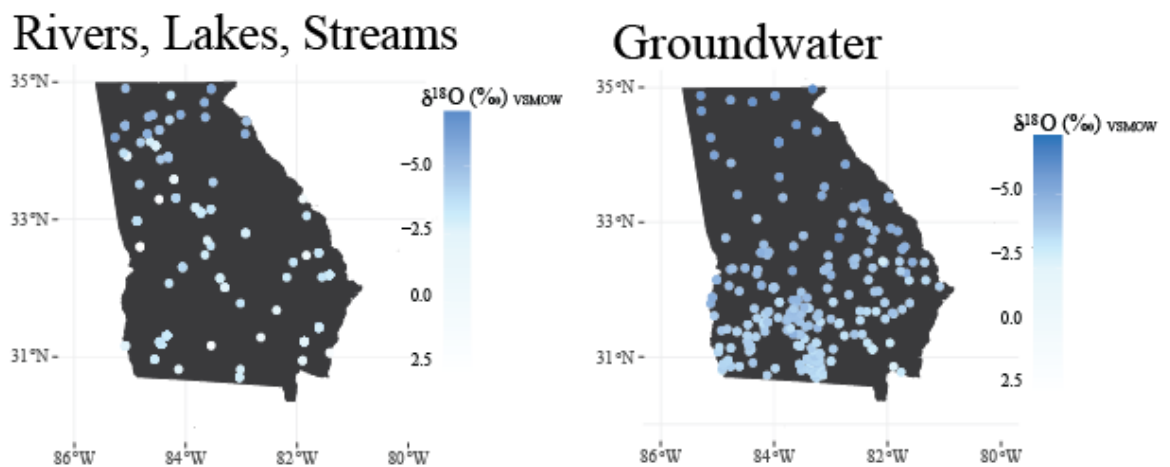 Rivers, Lakes, Streams
35°N
33°N
31°N
86°W
84°W
82°W
80°W
δ¹⁸O (‰) VSMOW
−5.0
−2.5
0.0
2.5
Groundwater
35°N
33°N
31°N
86°W
84°W
82°W
80°W
δ¹⁸O (‰) VSMOW
−5.0
−2.5
0.0
2.5